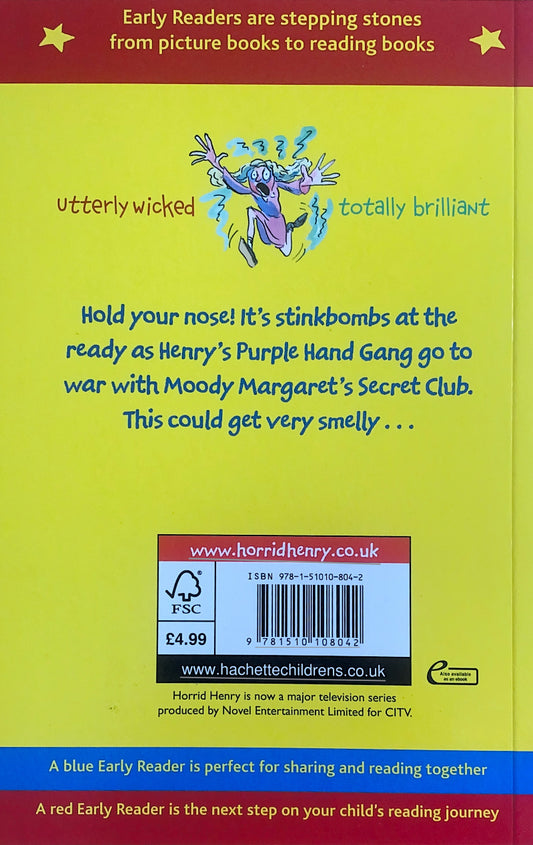 Early Readers are stepping stones
from picture books to reading books
utterly wicked
totally brilliant
Hold your nose! It's stinkbombs at the
ready as Henry's Purple Hand Gang go to
war with Moody Margaret's Secret Club.
This could get very smelly . . .
www.horridhenry.co.uk
ISBN 978-1-51010-804-2
FSC
£4.99
9 781510 108042
www.hachettechildrens.co.uk
e
Also available
as an ebook
Horrid Henry is now a major television series
produced by Novel Entertainment Limited for CITV.
A blue Early Reader is perfect for sharing and reading together
A red Early Reader is the next step on your child's reading journey